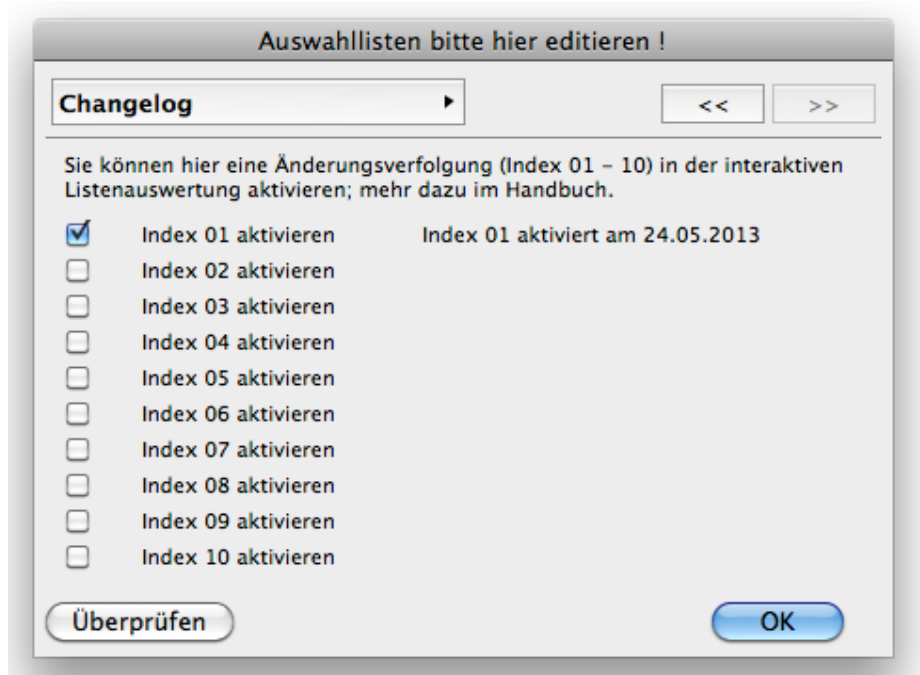 Auswahllisten bitte hier editieren !
Changelog
<< >>
Sie können hier eine Änderungsverfolgung (Index 01 – 10) in der interaktiven
Listenauswertung aktivieren; mehr dazu im Handbuch.
Index 01 aktivieren Index 01 aktiviert am 24.05.2013
Index 02 aktivieren
Index 03 aktivieren
Index 04 aktivieren
Index 05 aktivieren
Index 06 aktivieren
Index 07 aktivieren
Index 08 aktivieren
Index 09 aktivieren
Index 10 aktivieren
Überprüfen OK